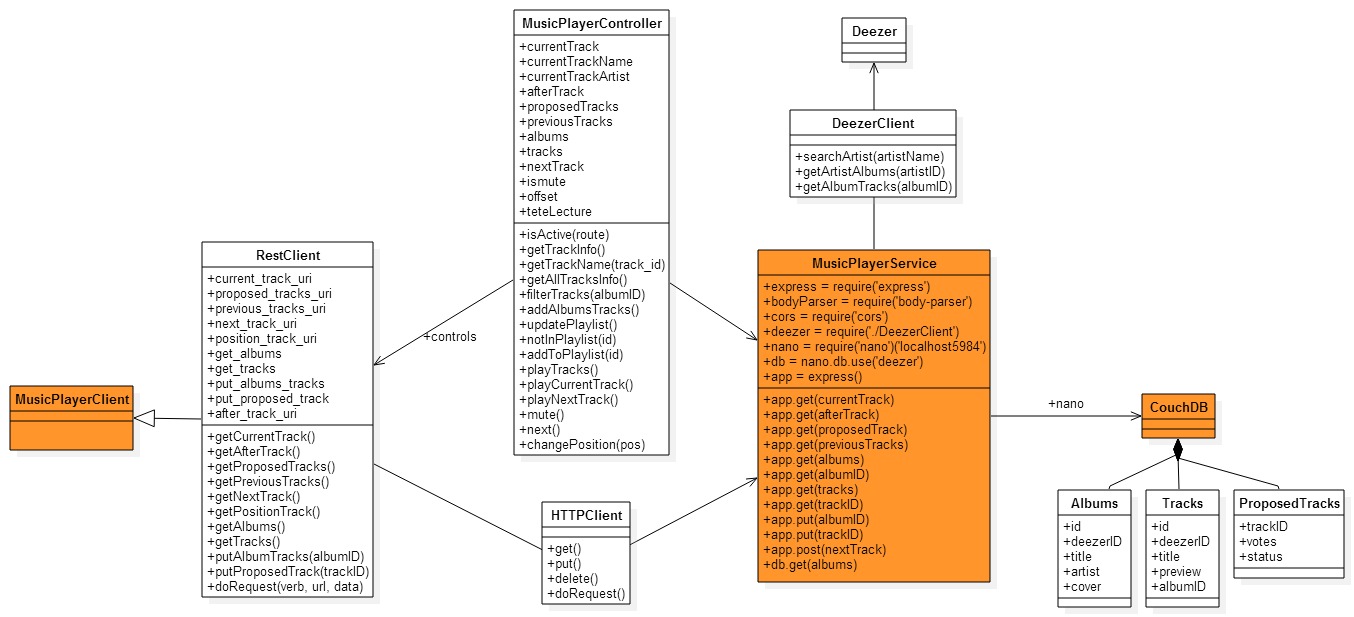 MusicPlayerController
+currentTrack
+currentTrackName
+currentTrackArtist
+afterTrack
+proposedTracks
+previousTracks
+albums
+tracks
+nextTrack
+ismute
+offset
+teteLecture
+isActive(route)
+getTrackInfo()
+getTrackName(track_id)
+getAllTracksInfo()
+filterTracks(albumID)
+addAlbumsTracks()
+updatePlaylist()
+notInPlaylist(id)
+addToPlaylist(id)
+playTracks()
+playCurrentTrack()
+playNextTrack()
+mute()
+next()
+changePosition(pos)
Deezer
DeezerClient
+searchArtist(artistName)
+getArtistAlbums(artistID)
+getAlbumTracks(albumID)
RestClient
+current_track_uri
+proposed_tracks_uri
+previous_tracks_uri
+next_track_uri
+position_track_uri
+get_albums
+get_tracks
+put_albums_tracks
+put_proposed_track
+after_track_uri
+getCurrentTrack()
+getAfterTrack()
+getProposedTracks()
+getPreviousTracks()
+getNextTrack()
+getPositionTrack()
+getAlbums()
+getTracks()
+putAlbumTracks(albumID)
+putProposedTrack(trackID)
+doRequest(verb, url, data)
+controls
MusicPlayerClient
MusicPlayerService
+express = require('express')
+bodyParser = require('body-parser')
+cors = require('cors')
+deezer = require('./DeezerClient')
+nano = require('nano')('localhost5984')
+db = nano.db.use('deezer')
+app = express()
+app.get(currentTrack)
+app.get(afterTrack)
+app.get(proposedTrack)
+app.get(previousTracks)
+app.get(albums)
+app.get(albumID)
+app.get(tracks)
+app.get(trackID)
+app.put(albumID)
+app.put(trackID)
+app.post(nextTrack)
+db.get(albums)
HTTPClient
+get()
+put()
+delete()
+doRequest()
+nano
CouchDB
Albums
+id
+deezerID
+title
+artist
+cover
Tracks
+id
+deezerID
+title
+preview
+albumID
ProposedTracks
+trackID
+votes
+status